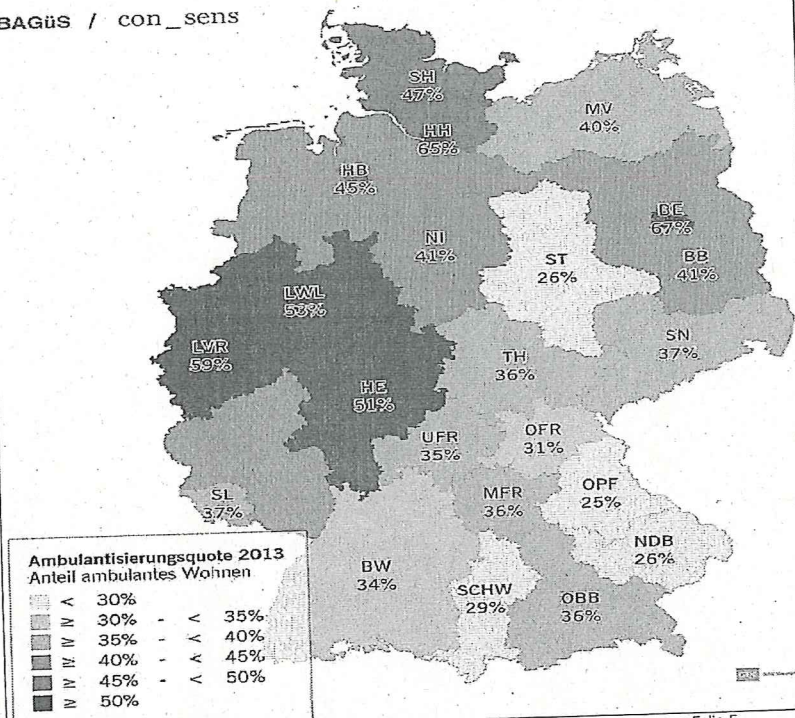 BAGüS / con_sens
SH
47%
HH
65%
MV
40%
HB
45%
NI
41%
BE
67%
BB
41%
ST
26%
LWL
53%
LVR
59%
HE
51%
TH
36%
SN
37%
UFR
35%
OFR
31%
SL
37%
MFR
36%
OPF
25%
NDB
26%
BW
34%
SCHW
29%
OBB
36%
Ambulantisierungsquote 2013
Anteil ambulantes Wohnen
< 30%
≥ 30% - < 35%
≥ 35% - < 40%
≥ 40% - < 45%
≥ 45% - < 50%
≥ 50%